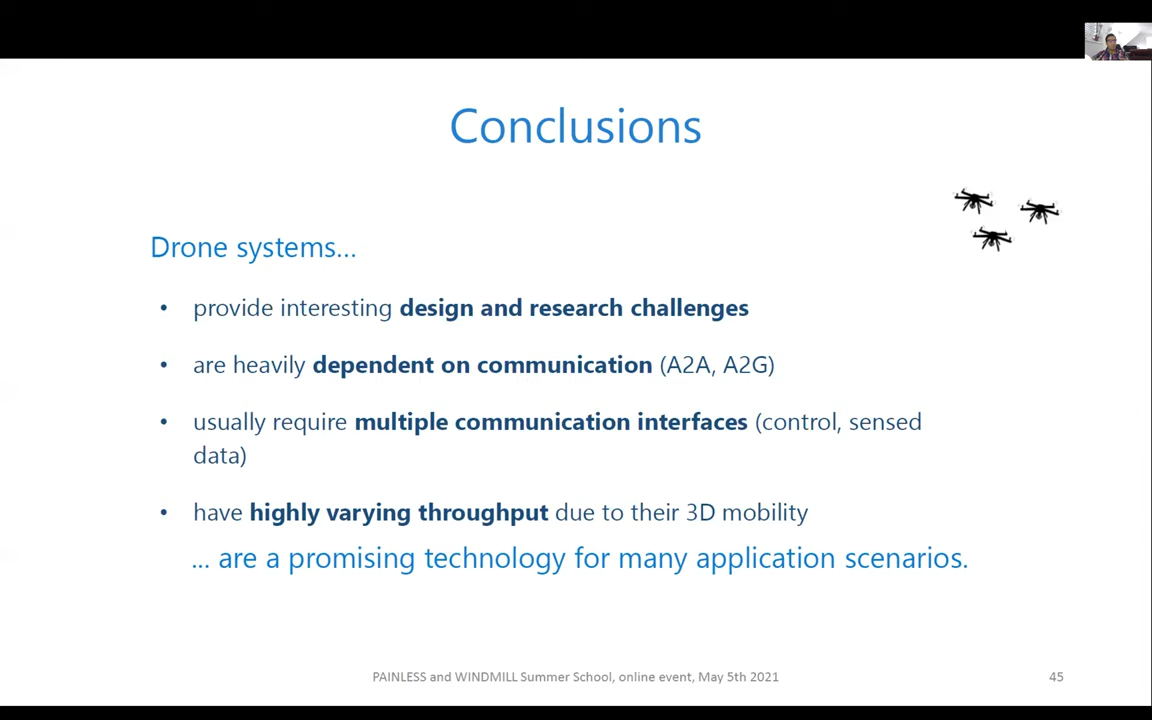 Conclusions
Drone systems...
• provide interesting design and research challenges
• are heavily dependent on communication (A2A, A2G)
• usually require multiple communication interfaces (control, sensed
data)
• have highly varying throughput due to their 3D mobility
... are a promising technology for many application scenarios.
PAINLESS and WINDMILL Summer School, online event, May 5th 2021
45